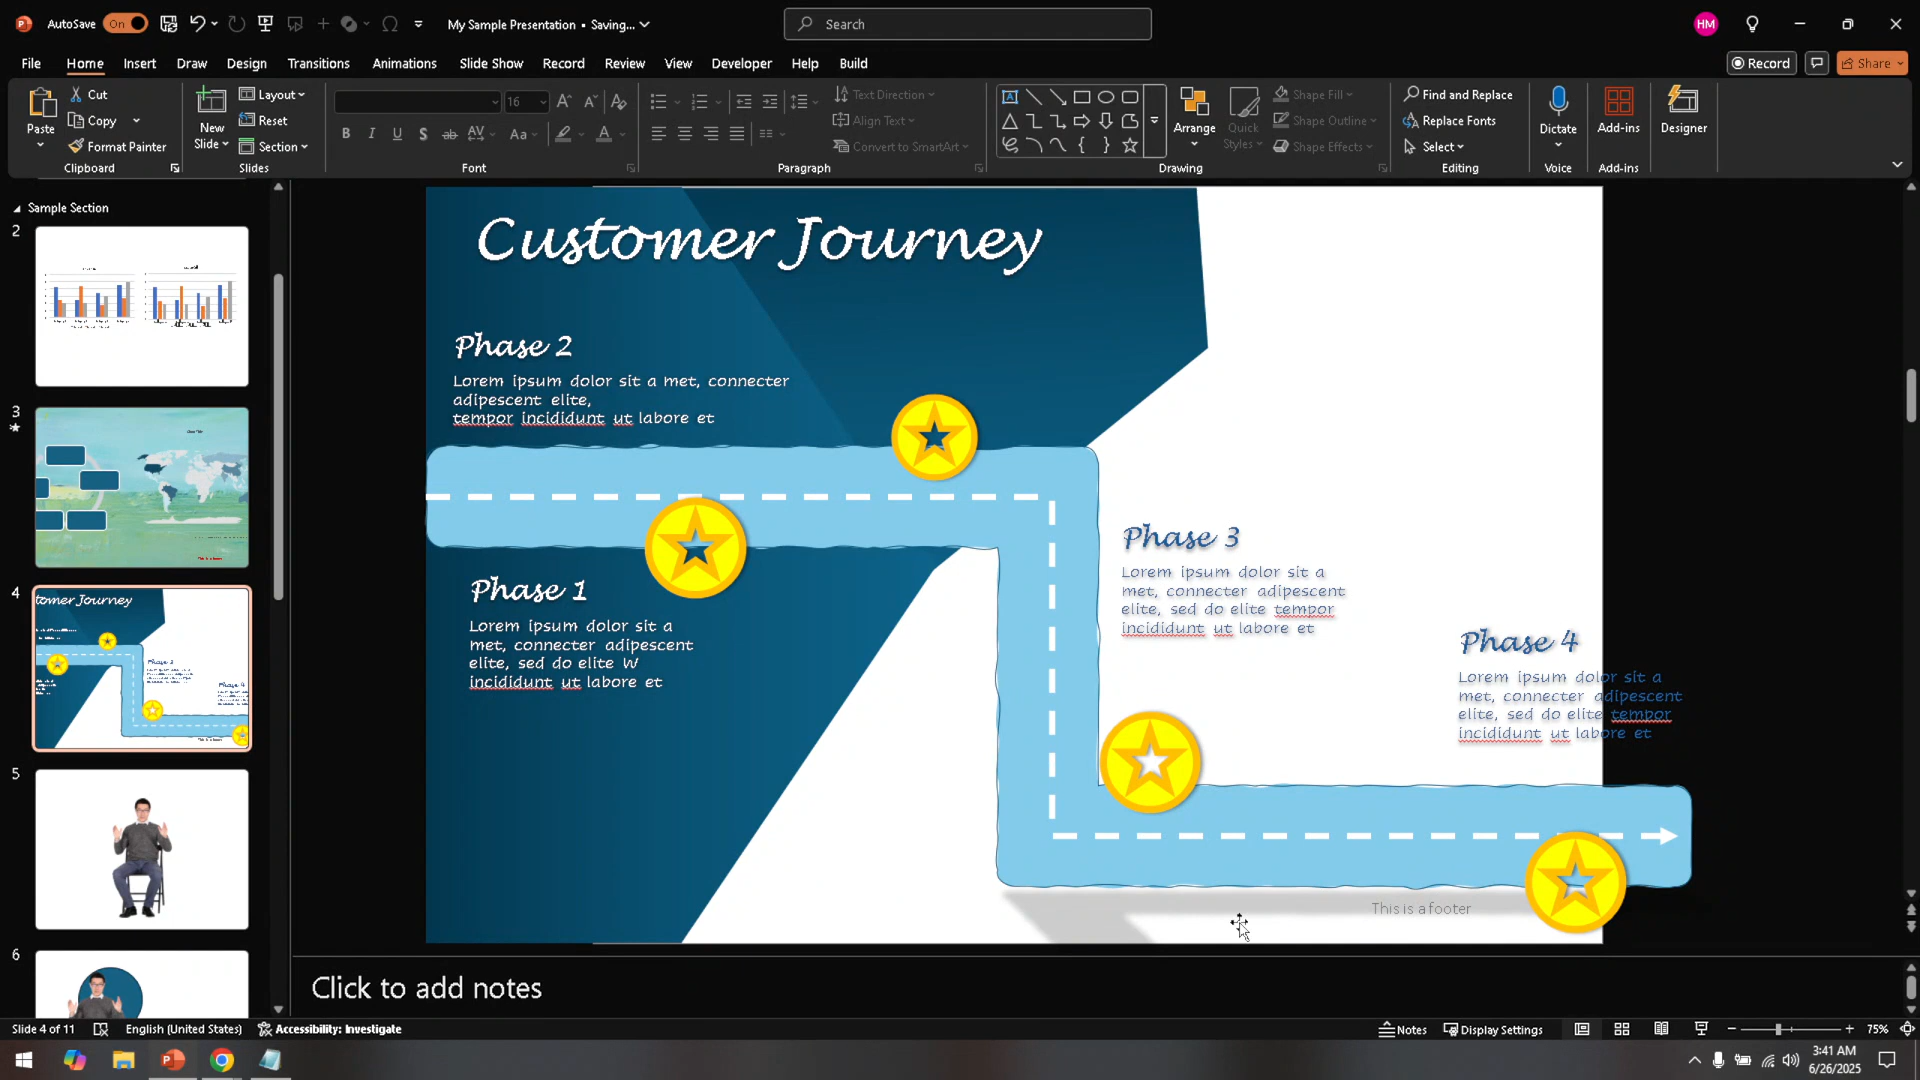 AutoSave
On
My Sample Presentation • Saving...
Search
HM
File
Home
Insert
Draw
Design
Transitions
Animations
Slide Show
Record
Review
View
Developer
Help
Build
Record
Share
Paste
Cut
Copy
Format Painter
Clipboard
New Slide
Layout
Reset
Section
Slides
16
Font
Paragraph
Text Direction
Align Text
Convert to SmartArt
Arrange
Quick Styles
Shape Fill
Shape Outline
Shape Effects
Drawing
Find and Replace
Replace Fonts
Select
Editing
Dictate
Voice
Add-ins
Add-ins
Designer
Sample Section
2
3
4
5
6
Customer Journey
Phase 2
Lorem ipsum dolor sit a met, connecter
adipescent elite,
tempor incididunt ut labore et
Phase 1
Lorem ipsum dolor sit a
met, connecter adipescent
elite, sed do elite W
incididunt ut labore et
Phase 3
Lorem ipsum dolor sit a
met, connecter adipescent
elite, sed do elite tempor
incididunt ut labore et
Phase 4
Lorem ipsum dolor sit a
met, connecter adipescent
elite, sed do elite tempor
incididunt ut labore et
This is a footer
Click to add notes
Slide 4 of 11
English (United States)
Accessibility: Investigate
Notes
Display Settings
75%
3:41 AM
6/26/2025